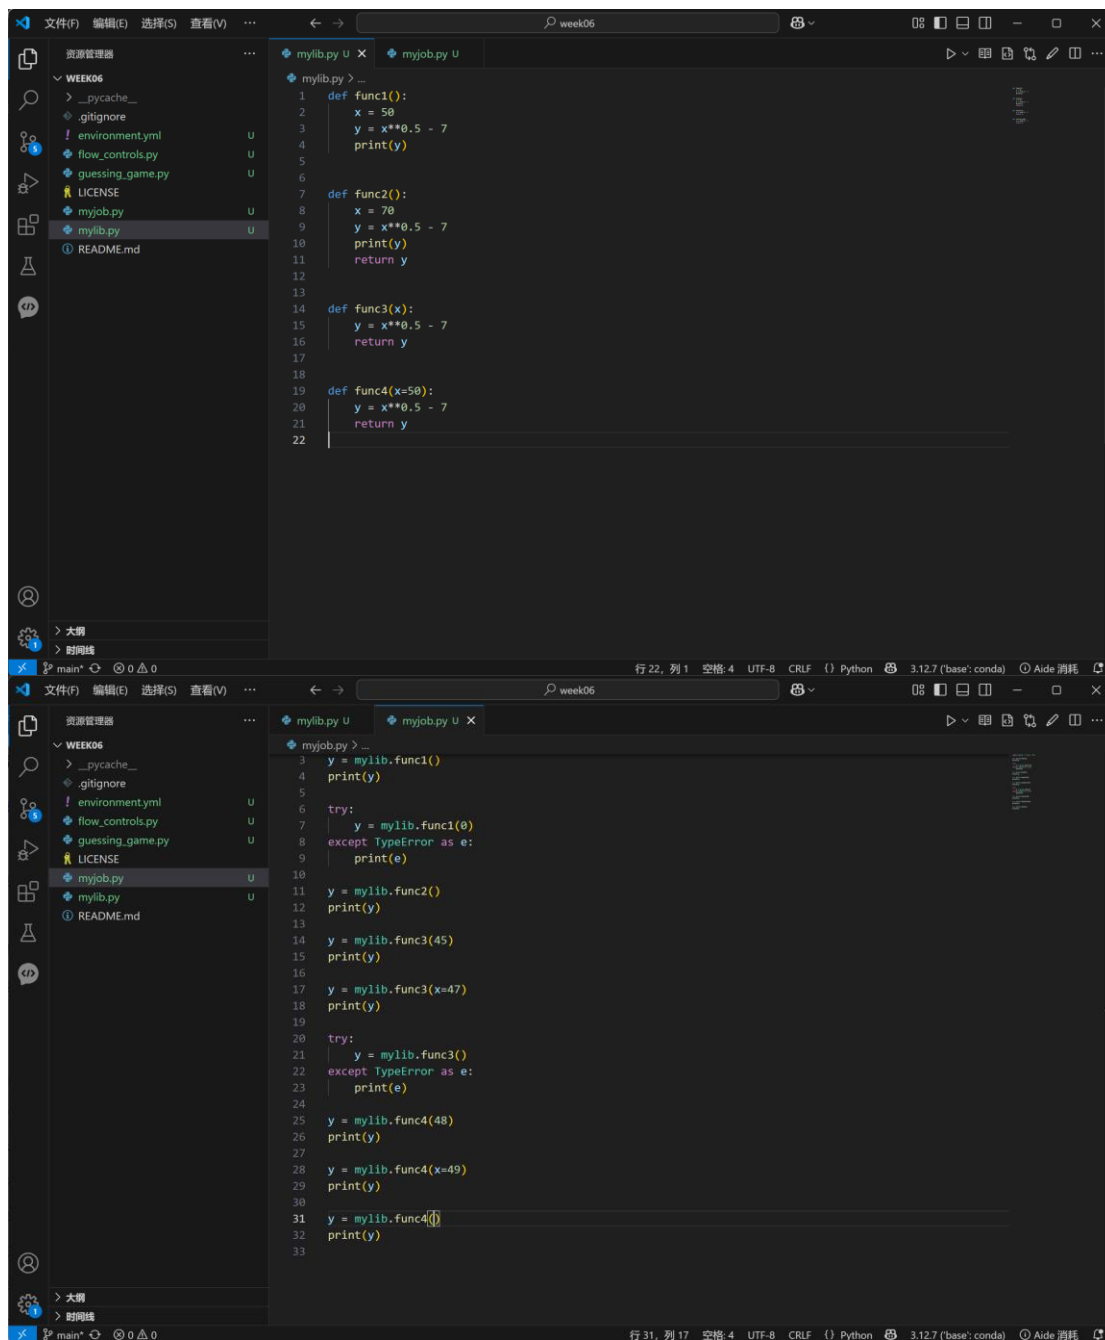 文件(F) 编辑(E) 选择(S) 查看(V) ··· week06
资源管理器 ···
WEEK06
__pycache__
.gitignore
environment.yml U
flow_controls.py U
guessing_game.py U
LICENSE
myjob.py U
mylib.py U
README.md
大纲
时间线
mylib.py U myjob.py U
mylib.py > ...
1 def func1():
2 x = 50
3 y = x**0.5 - 7
4 print(y)
5
6
7 def func2():
8 x = 70
9 y = x**0.5 - 7
10 print(y)
11 return y
12
13
14 def func3(x):
15 y = x**0.5 - 7
16 return y
17
18
19 def func4(x=50):
20 y = x**0.5 - 7
21 return y
22
main* 0 0 行 22，列 1 空格: 4 UTF-8 CRLF {} Python 3.12.7 ('base': conda) Aide 消耗
文件(F) 编辑(E) 选择(S) 查看(V) ··· week06
资源管理器 ···
WEEK06
__pycache__
.gitignore
environment.yml U
flow_controls.py U
guessing_game.py U
LICENSE
myjob.py U
mylib.py U
README.md
大纲
时间线
mylib.py U myjob.py U
myjob.py > ...
3 y = mylib.func1()
4 print(y)
5
6 try:
7 y = mylib.func1(0)
8 except TypeError as e:
9 print(e)
10
11 y = mylib.func2()
12 print(y)
13
14 y = mylib.func3(45)
15 print(y)
16
17 y = mylib.func3(x=47)
18 print(y)
19
20 try:
21 y = mylib.func3()
22 except TypeError as e:
23 print(e)
24
25 y = mylib.func4(48)
26 print(y)
27
28 y = mylib.func4(x=49)
29 print(y)
30
31 y = mylib.func4()
32 print(y)
33
main* 0 0 行 31，列 17 空格: 4 UTF-8 CRLF {} Python 3.12.7 ('base': conda) Aide 消耗